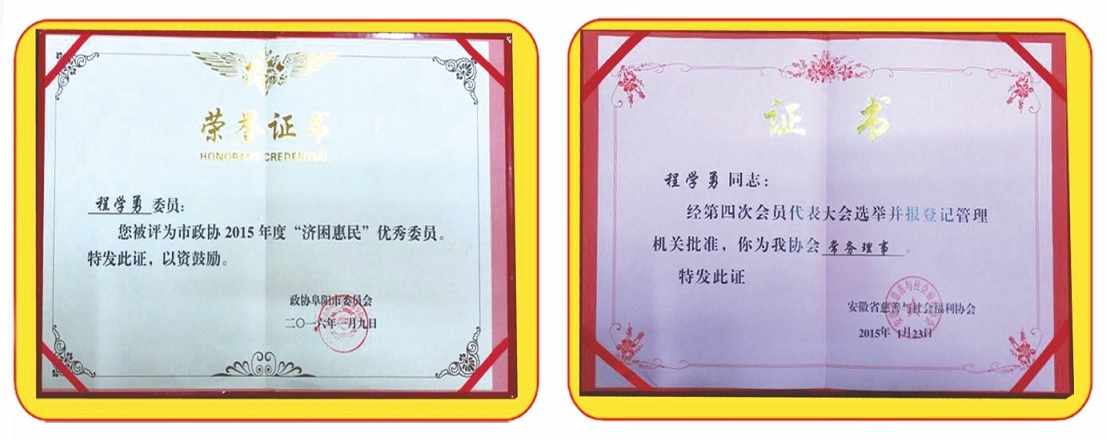 荣誉证书
HONORARY CREDENTIAL
程学勇 委员：
您被评为市政协 2015 年度“济困惠民”优秀委员。
特发此证，以资鼓励。
政协阜阳市委员会
二〇一六年一月九日
证 书
程学勇 同志：
经第四次会员代表大会选举并报登记管理
机关批准，你为我协会 常务理事 。
特发此证
安徽省慈善与社会福利协会
2015年 1月23日